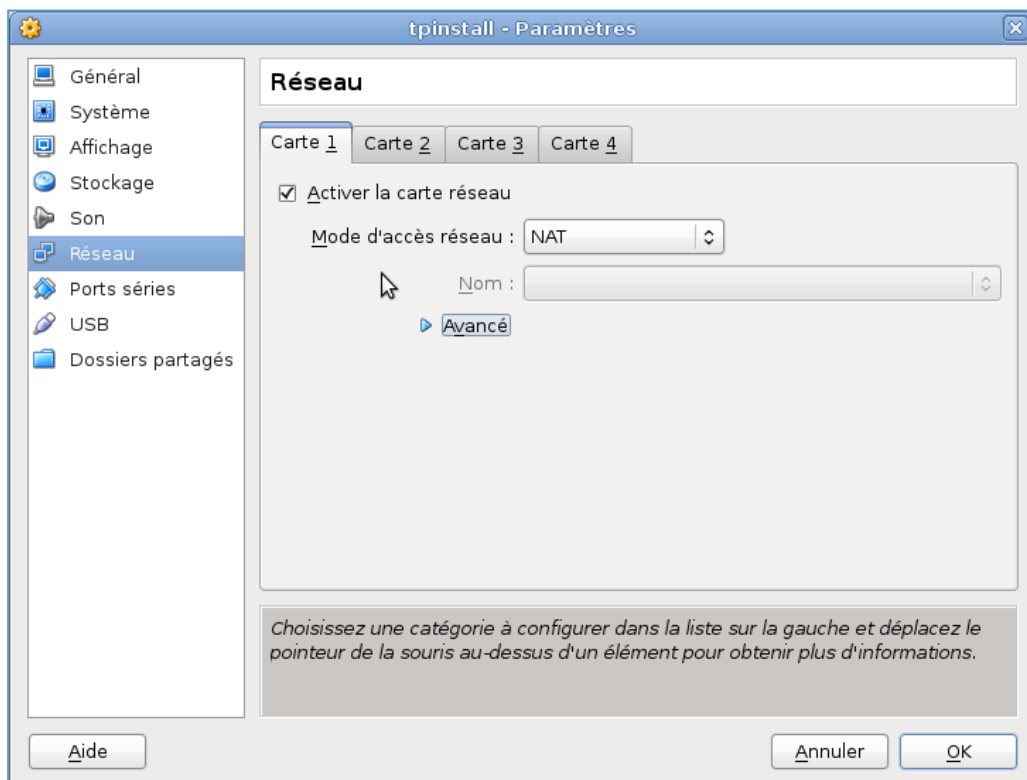 tpinstall - Paramètres
Général
Système
Affichage
Stockage
Son
Réseau
Ports séries
USB
Dossiers partagés
Réseau
Carte 1 Carte 2 Carte 3 Carte 4
Activer la carte réseau
Mode d'accès réseau : NAT
Nom :
Avancé
Choisissez une catégorie à configurer dans la liste sur la gauche et déplacez le
pointeur de la souris au-dessus d'un élément pour obtenir plus d'informations.
Aide Annuler OK